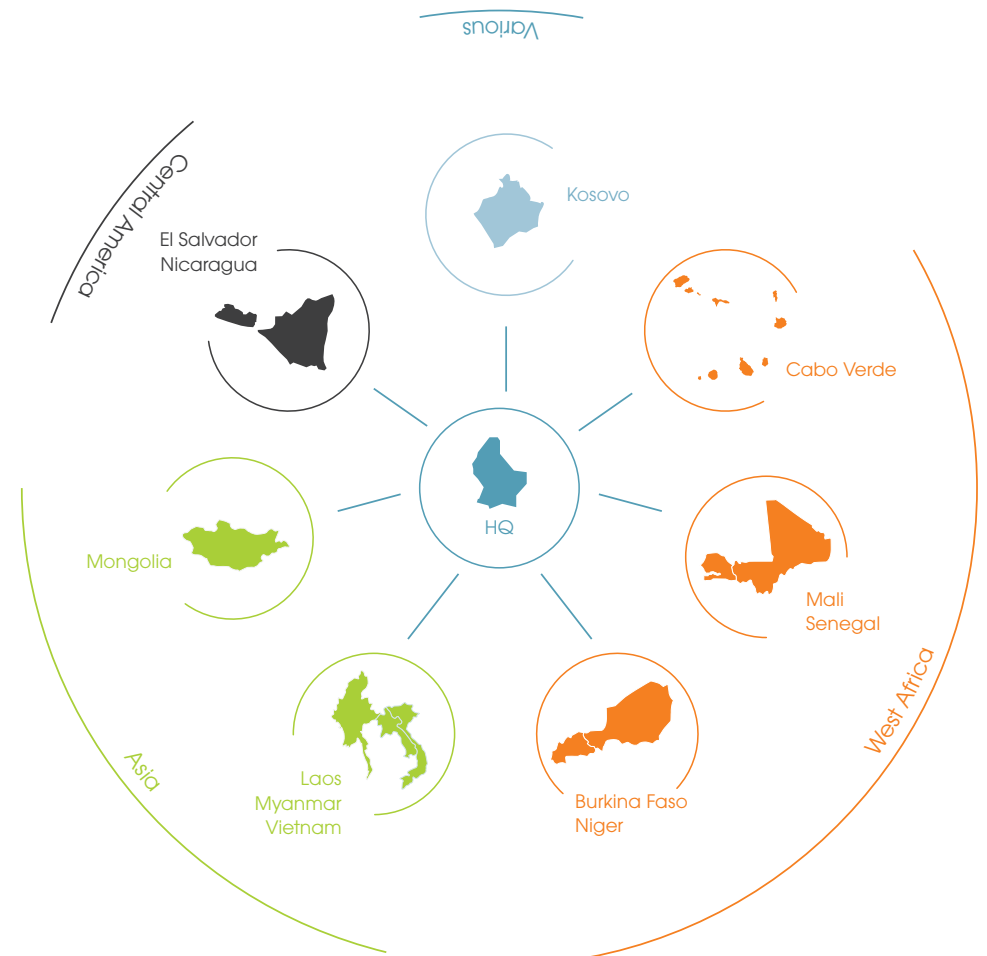 Various
Kosovo
Central America
El Salvador
Nicaragua
Cabo Verde
HQ
Mongolia
Mali
Senegal
West Africa
Asia
Laos
Myanmar
Vietnam
Burkina Faso
Niger